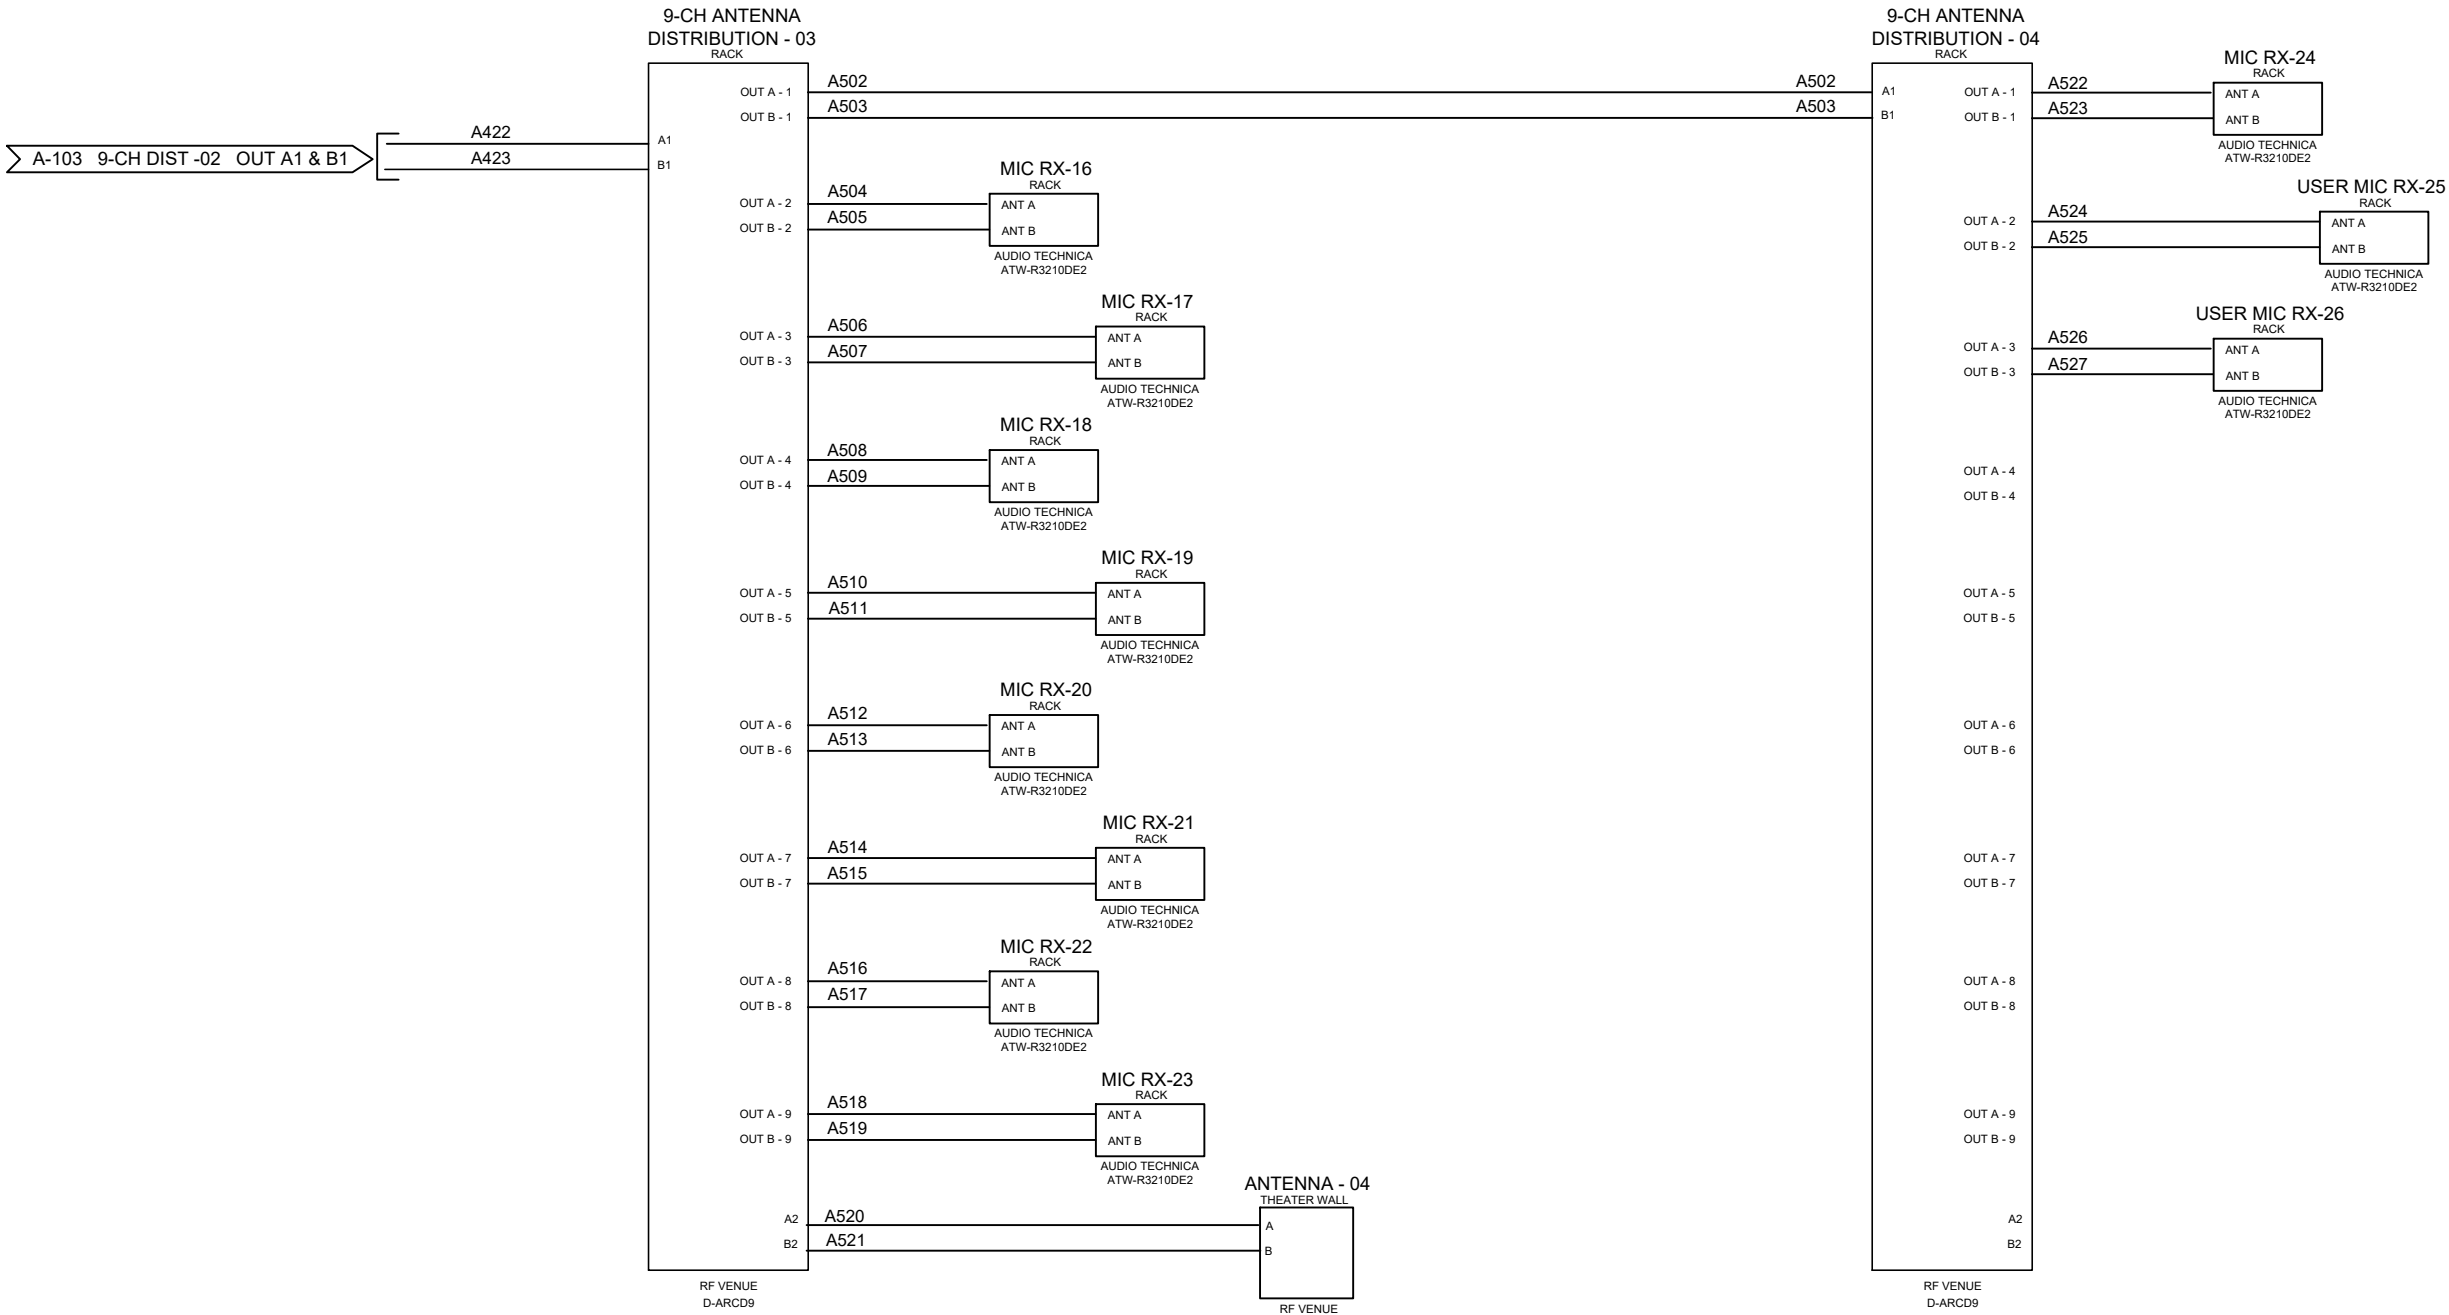 9-CH ANTENNA
DISTRIBUTION - 03
RACK
A-103 9-CH DIST -02 OUT A1 & B1
A422
A423
A1
B1
OUT A - 1
OUT B - 1
A502
A503
OUT A - 2
OUT B - 2
A504
A505
MIC RX-16
RACK
ANT A
ANT B
AUDIO TECHNICA
ATW-R3210DE2
OUT A - 3
OUT B - 3
A506
A507
MIC RX-17
RACK
ANT A
ANT B
AUDIO TECHNICA
ATW-R3210DE2
OUT A - 4
OUT B - 4
A508
A509
MIC RX-18
RACK
ANT A
ANT B
AUDIO TECHNICA
ATW-R3210DE2
OUT A - 5
OUT B - 5
A510
A511
MIC RX-19
RACK
ANT A
ANT B
AUDIO TECHNICA
ATW-R3210DE2
OUT A - 6
OUT B - 6
A512
A513
MIC RX-20
RACK
ANT A
ANT B
AUDIO TECHNICA
ATW-R3210DE2
OUT A - 7
OUT B - 7
A514
A515
MIC RX-21
RACK
ANT A
ANT B
AUDIO TECHNICA
ATW-R3210DE2
OUT A - 8
OUT B - 8
A516
A517
MIC RX-22
RACK
ANT A
ANT B
AUDIO TECHNICA
ATW-R3210DE2
OUT A - 9
OUT B - 9
A518
A519
MIC RX-23
RACK
ANT A
ANT B
AUDIO TECHNICA
ATW-R3210DE2
A2
B2
A520
A521
ANTENNA - 04
THEATER WALL
A
B
RF VENUE
RF VENUE
D-ARCD9
9-CH ANTENNA
DISTRIBUTION - 04
RACK
A502
A503
A1
B1
OUT A - 1
OUT B - 1
A522
A523
MIC RX-24
RACK
ANT A
ANT B
AUDIO TECHNICA
ATW-R3210DE2
OUT A - 2
OUT B - 2
A524
A525
USER MIC RX-25
RACK
ANT A
ANT B
AUDIO TECHNICA
ATW-R3210DE2
OUT A - 3
OUT B - 3
A526
A527
USER MIC RX-26
RACK
ANT A
ANT B
AUDIO TECHNICA
ATW-R3210DE2
OUT A - 4
OUT B - 4
OUT A - 5
OUT B - 5
OUT A - 6
OUT B - 6
OUT A - 7
OUT B - 7
OUT A - 8
OUT B - 8
OUT A - 9
OUT B - 9
A2
B2
RF VENUE
D-ARCD9